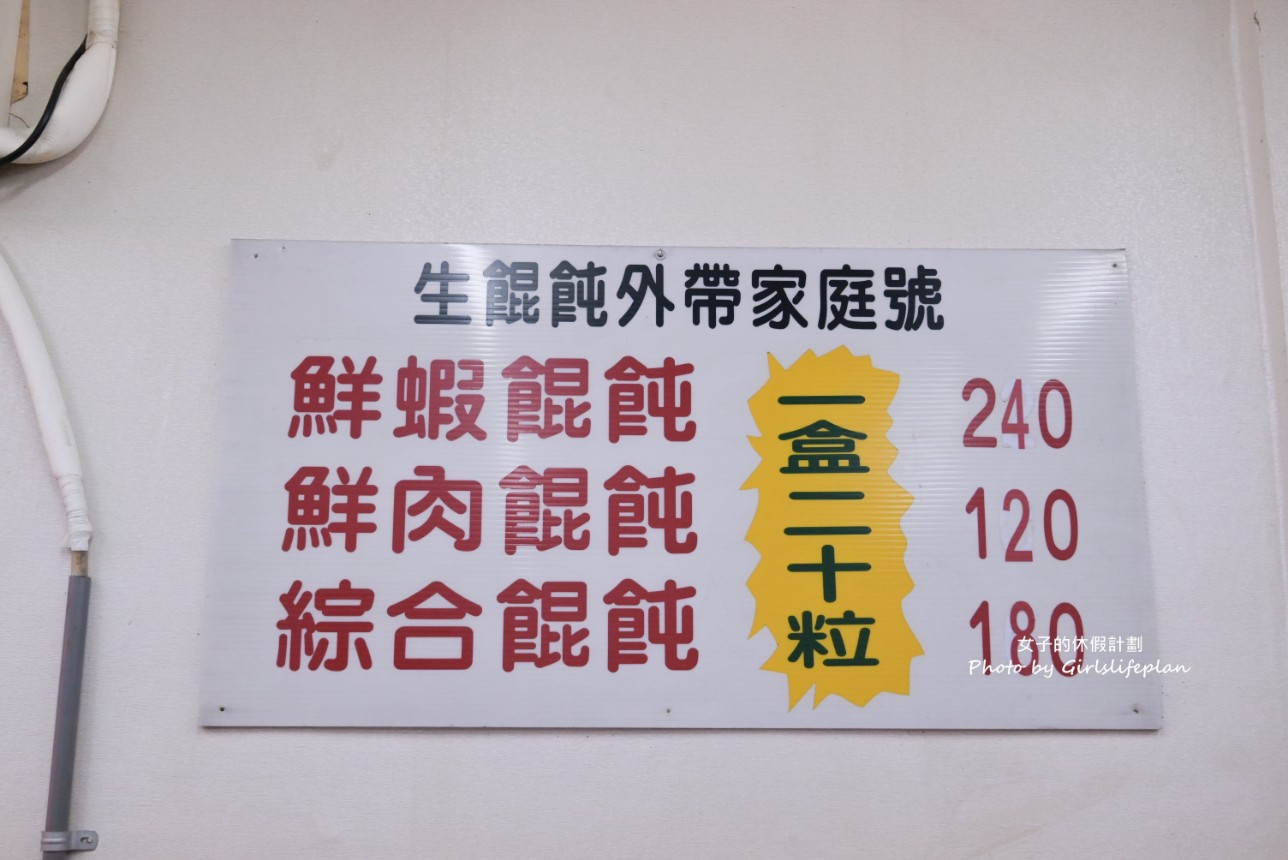 生餛飩外帶家庭號
鮮蝦餛飩
240
鮮肉餛飩
120
綜合餛飩
180
一盒二十粒
女子的休假計劃
Photo by Girlslifeplan